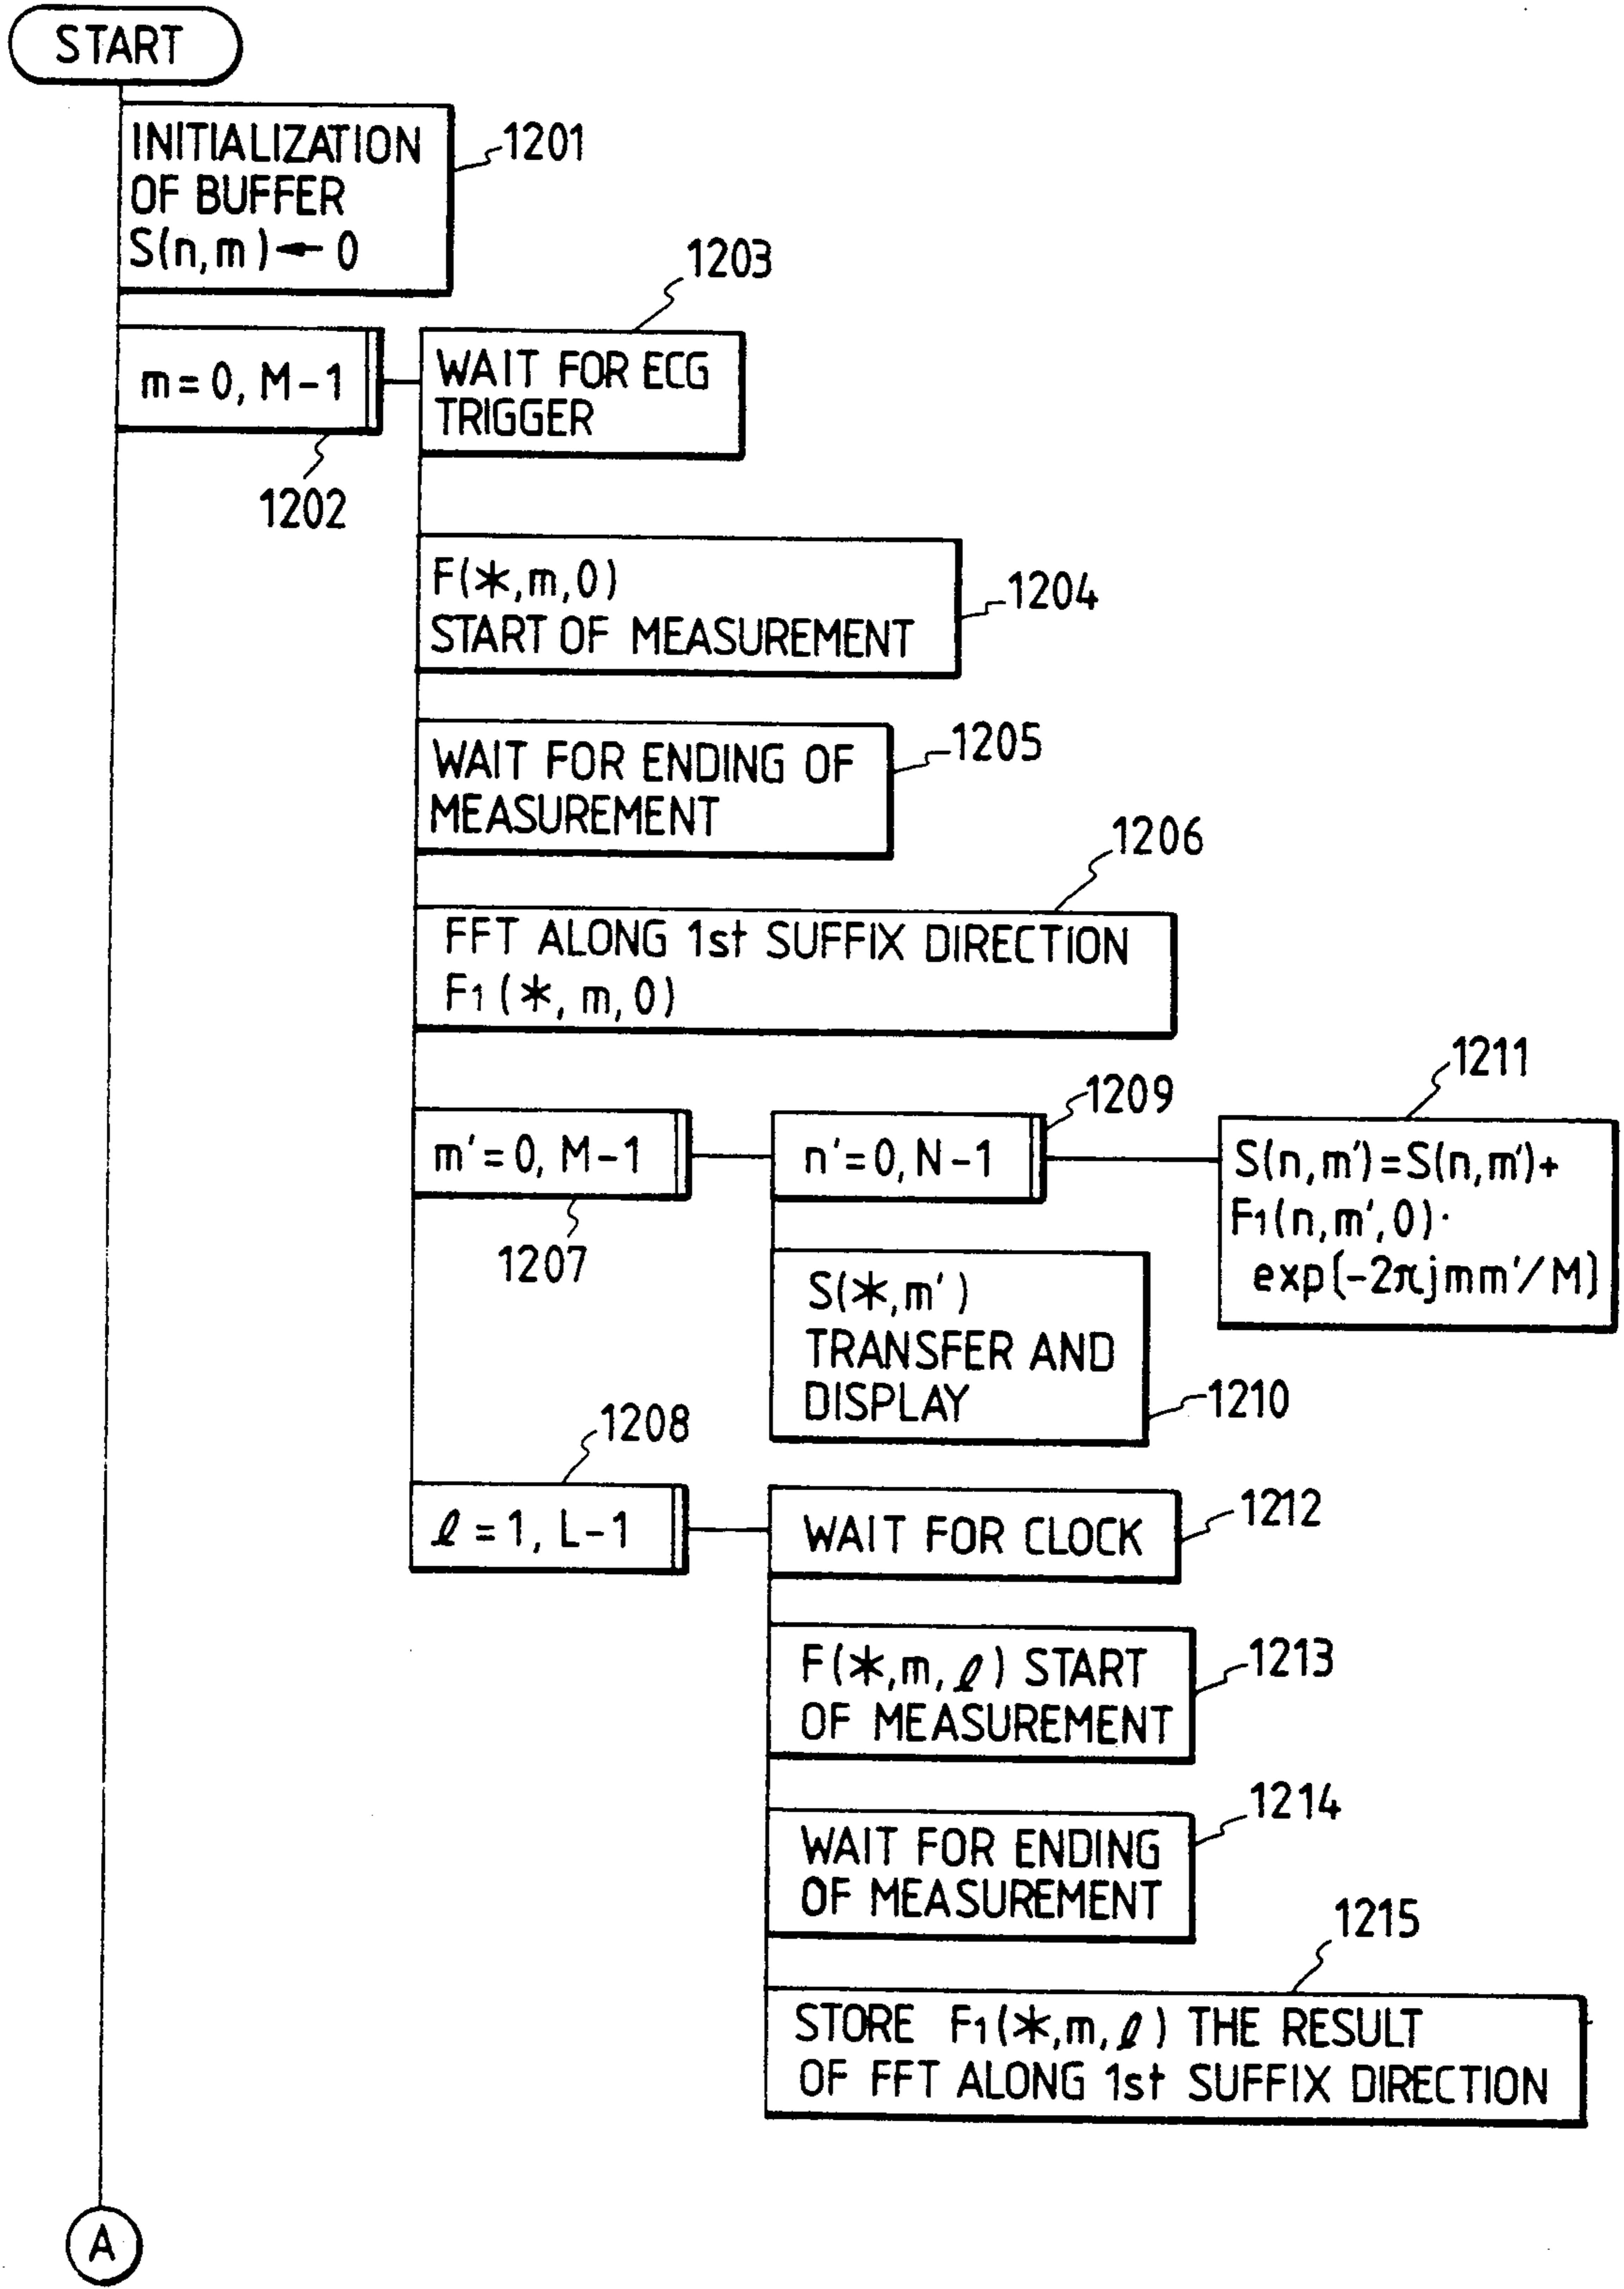 START
INITIALIZATION
OF BUFFER
S(n,m)← 0
1201
m=0, M-1
1202
1203
WAIT FOR ECG
TRIGGER
F(*,m,0)
START OF MEASUREMENT
1204
WAIT FOR ENDING OF
MEASUREMENT
1205
1206
FFT ALONG 1st SUFFIX DIRECTION
F1 (*, m, 0)
m'=0, M-1
1207
n'=0, N-1
1209
1211
S(n,m')=S(n,m')+
F1(n,m',0)·
exp(-2πjmm'/M)
S(*,m')
TRANSFER AND
DISPLAY
1210
1208
ℓ=1, L-1
WAIT FOR CLOCK
1212
F(*,m,ℓ) START
OF MEASUREMENT
1213
WAIT FOR ENDING
OF MEASUREMENT
1214
1215
STORE F1(*,m,ℓ) THE RESULT
OF FFT ALONG 1st SUFFIX DIRECTION
A